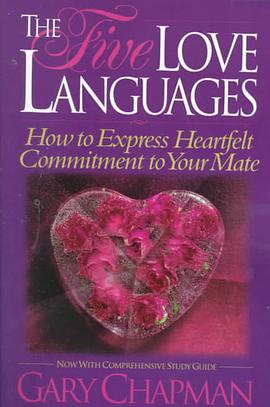 THE Five LOVE
LANGUAGES
How to Express Heartfelt
Commitment to Your Mate
NOW WITH COMPREHENSIVE STUDY GUIDE
GARY CHAPMAN